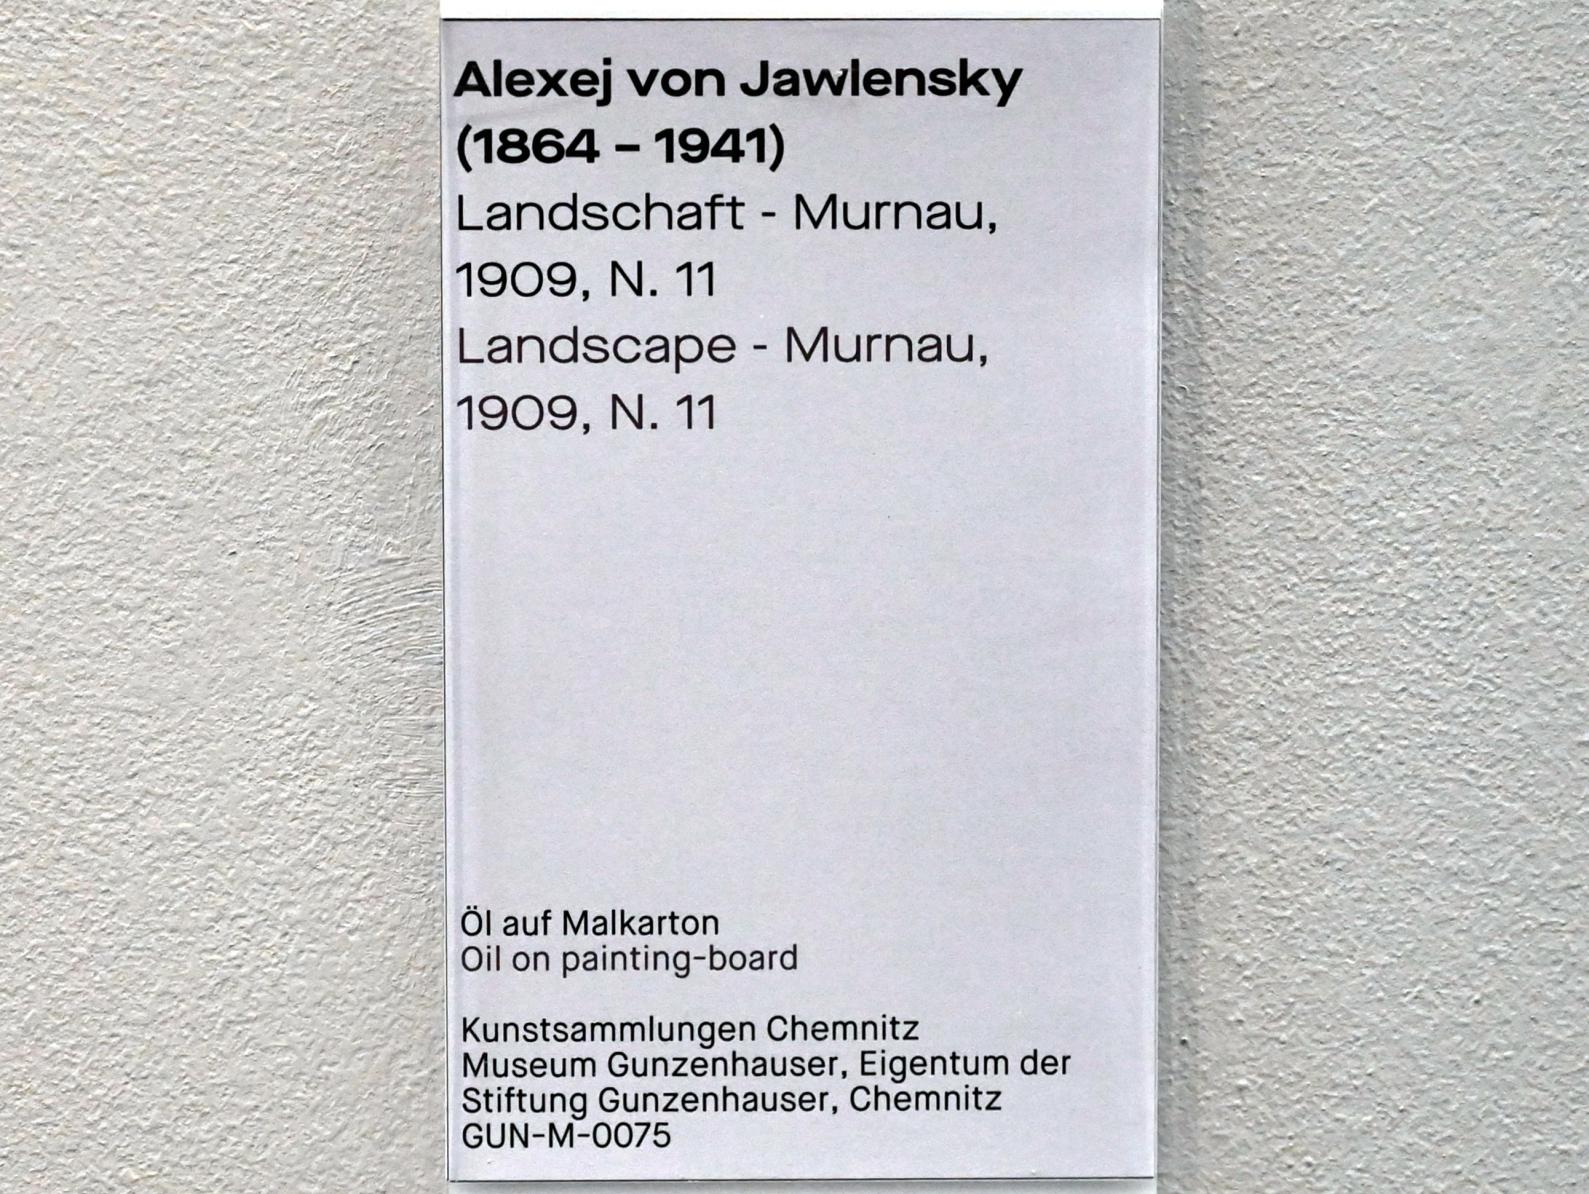 Alexej von Jawlensky
(1864 – 1941)
Landschaft - Murnau,
1909, N. 11
Landscape - Murnau,
1909, N. 11
Öl auf Malkarton
Oil on painting-board
Kunstsammlungen Chemnitz
Museum Gunzenhauser, Eigentum der
Stiftung Gunzenhauser, Chemnitz
GUN-M-0075